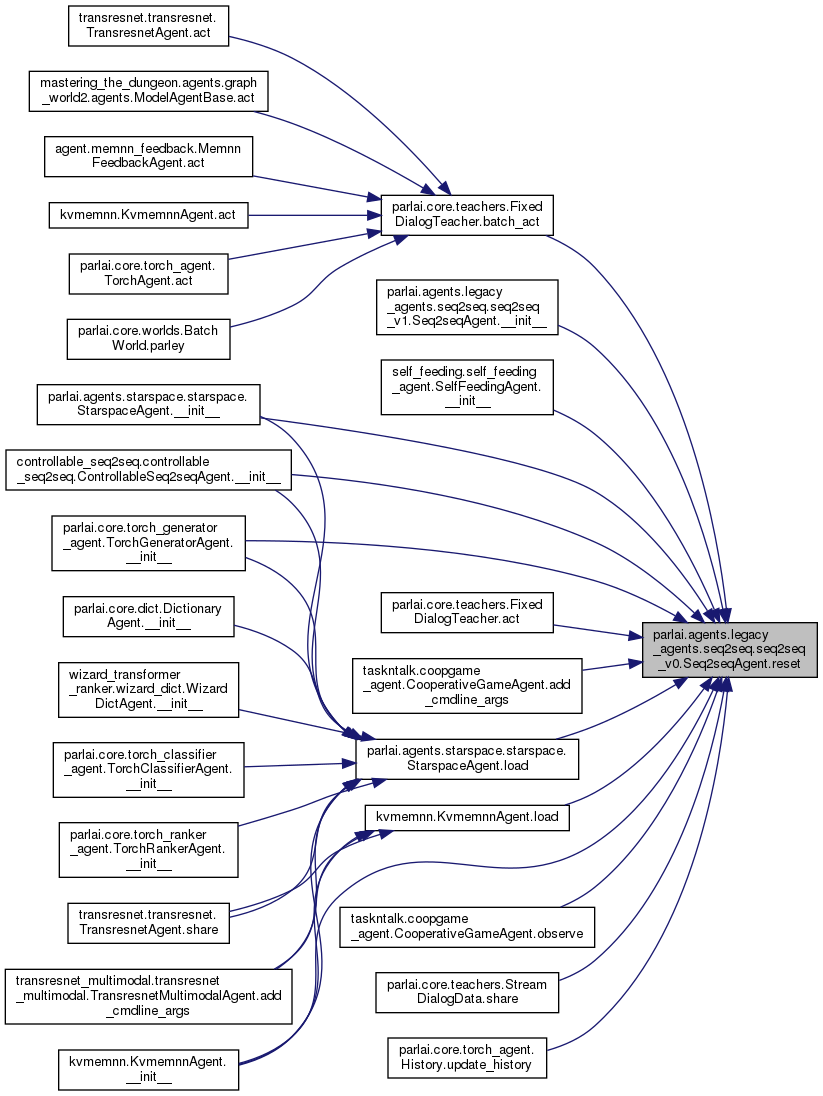 transresnet.transresnet.
TransresnetAgent.act
mastering_the_dungeon.agents.graph
_world2.agents.ModelAgentBase.act
agent.memnn_feedback.Memnn
FeedbackAgent.act
kvmemnn.KvmemnnAgent.act
parlai.core.torch_agent.
TorchAgent.act
parlai.core.worlds.Batch
World.parley
parlai.agents.starspace.starspace.
StarspaceAgent.__init__
controllable_seq2seq.controllable
_seq2seq.ControllableSeq2seqAgent.__init__
parlai.core.torch_generator
_agent.TorchGeneratorAgent.
__init__
parlai.core.dict.Dictionary
Agent.__init__
wizard_transformer
_ranker.wizard_dict.Wizard
DictAgent.__init__
parlai.core.torch_classifier
_agent.TorchClassifierAgent.
__init__
parlai.core.torch_ranker
_agent.TorchRankerAgent.
__init__
transresnet.transresnet.
TransresnetAgent.share
transresnet_multimodal.transresnet
_multimodal.TransresnetMultimodalAgent.add
_cmdline_args
kvmemnn.KvmemnnAgent.
__init__
parlai.core.teachers.Fixed
DialogTeacher.batch_act
parlai.agents.legacy
_agents.seq2seq.seq2seq
_v1.Seq2seqAgent.__init__
self_feeding.self_feeding
_agent.SelfFeedingAgent.
__init__
parlai.core.teachers.Fixed
DialogTeacher.act
taskntalk.coopgame
_agent.CooperativeGameAgent.add
_cmdline_args
parlai.agents.starspace.starspace.
StarspaceAgent.load
kvmemnn.KvmemnnAgent.load
taskntalk.coopgame
_agent.CooperativeGameAgent.observe
parlai.core.teachers.Stream
DialogData.share
parlai.core.torch_agent.
History.update_history
parlai.agents.legacy
_agents.seq2seq.seq2seq
_v0.Seq2seqAgent.reset